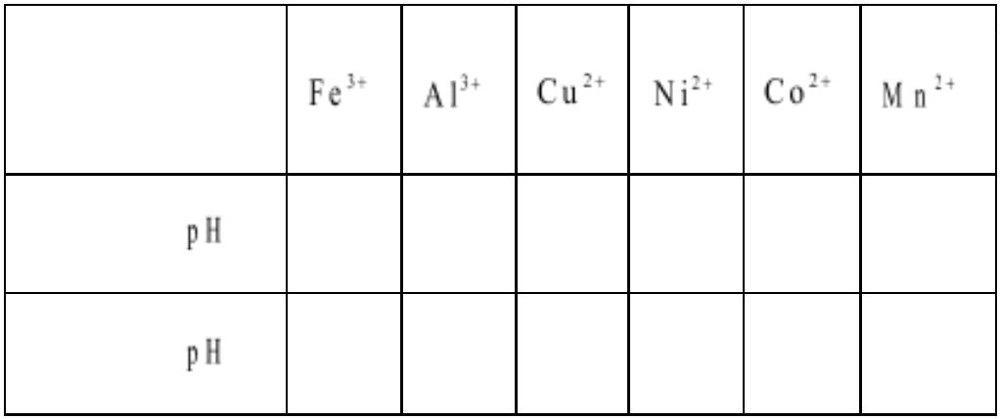 Fe³⁺ Al³⁺ Cu²⁺ Ni²⁺ Co²⁺ Mn²⁺
pH
pH